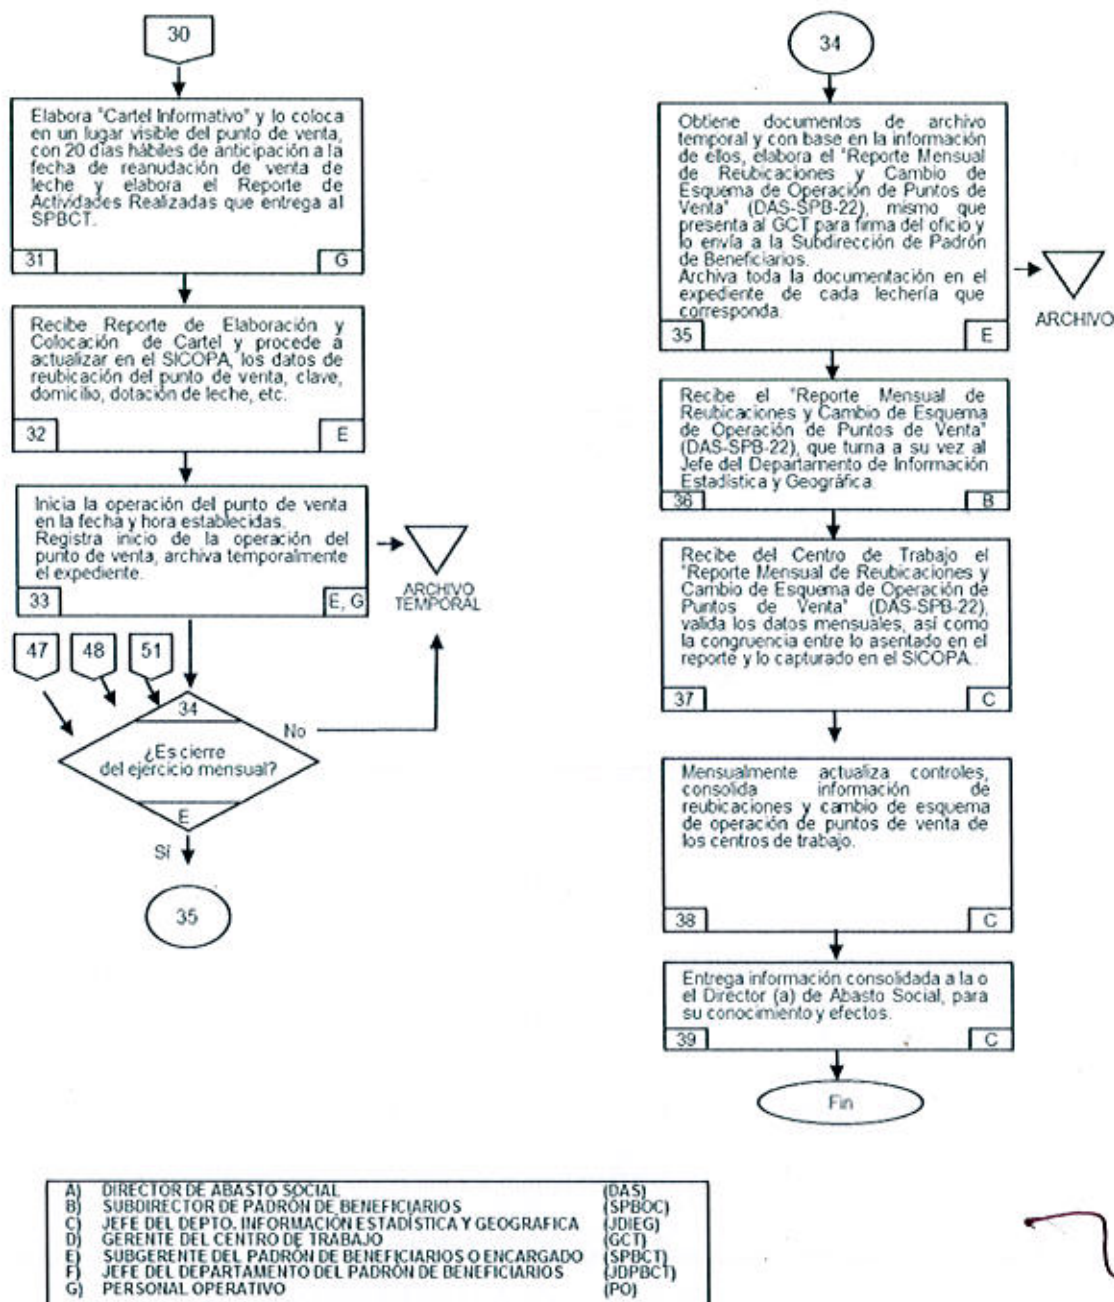 30
Elabora "Cartel Informativo" y lo coloca
en un lugar visible del punto de venta,
con 20 días hábiles de anticipación a la
fecha de reanudación de venta de
leche y elabora el Reporte de
Actividades Realizadas que entrega al
SPBCT.
31
G
Recibe Reporte de Elaboración y
Colocación de Cartel y procede a
actualizar en el SICOPA, los datos de
reubicación del punto de venta, clave,
domicilio, dotación de leche, etc.
32
E
Inicia la operación del punto de venta
en la fecha y hora establecidas.
Registra inicio de la operación del
punto de venta, archiva temporalmente
el expediente.
33
E, G
ARCHIVO
TEMPORAL
47
48
51
34
¿Es cierre
del ejercicio mensual?
E
No
Sí
35
34
Obtiene documentos de archivo
temporal y con base en la información
de ellos, elabora el "Reporte Mensual
de Reubicaciones y Cambio de
Esquema de Operación de Puntos de
Venta" (DAS-SPB-22), mismo que
presenta al GCT para firma del oficio y
lo envía a la Subdirección de Padrón
de Beneficiarios.
Archiva toda la documentación en el
expediente de cada lechería que
corresponda.
35
E
ARCHIVO
Recibe el "Reporte Mensual de
Reubicaciones y Cambio de Esquema
de Operación de Puntos de Venta"
(DAS-SPB-22), que turna a su vez al
Jefe del Departamento de Información
Estadística y Geográfica.
36
B
Recibe del Centro de Trabajo el
"Reporte Mensual de Reubicaciones y
Cambio de Esquema de Operación de
Puntos de Venta" (DAS-SPB-22),
valida los datos mensuales, así como
la congruencia entre lo asentado en el
reporte y lo capturado en el SICOPA..
37
C
Mensualmente actualiza controles,
consolida información de
reubicaciones y cambio de esquema
de operación de puntos de venta de
los centros de trabajo.
38
C
Entrega información consolidada a la o
el Director (a) de Abasto Social, para
su conocimiento y efectos.
39
C
Fin
A) DIRECTOR DE ABASTO SOCIAL (DAS)
B) SUBDIRECTOR DE PADRÓN DE BENEFICIARIOS (SPBOC)
C) JEFE DEL DEPTO. INFORMACIÓN ESTADÍSTICA Y GEOGRAFICA (JDIEG)
D) GERENTE DEL CENTRO DE TRABAJO (GCT)
E) SUBGERENTE DEL PADRÓN DE BENEFICIARIOS O ENCARGADO (SPBCT)
F) JEFE DEL DEPARTAMENTO DEL PADRÓN DE BENEFICIARIOS (JDPBCT)
G) PERSONAL OPERATIVO (PO)